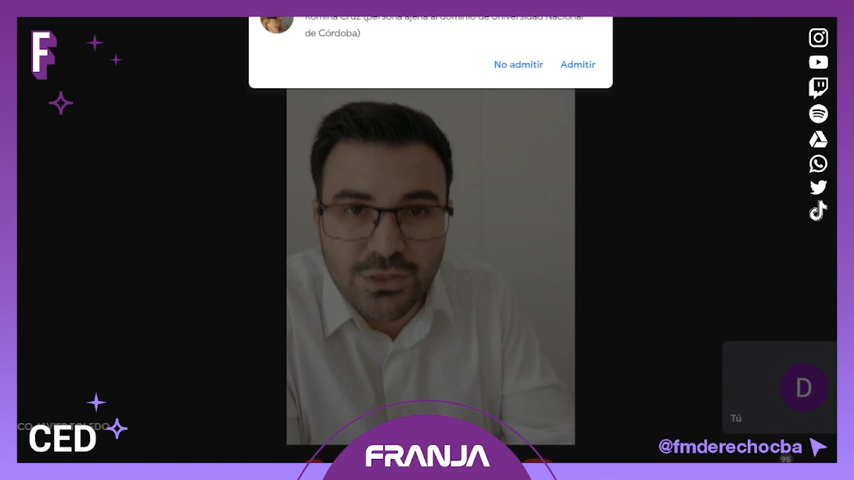 Romina Cruz (persona ajena al dominio de Universidad Nacional
de Córdoba)
No admitir
Admitir
F
D
Tú
CED
FRANJA
@fmderechocba